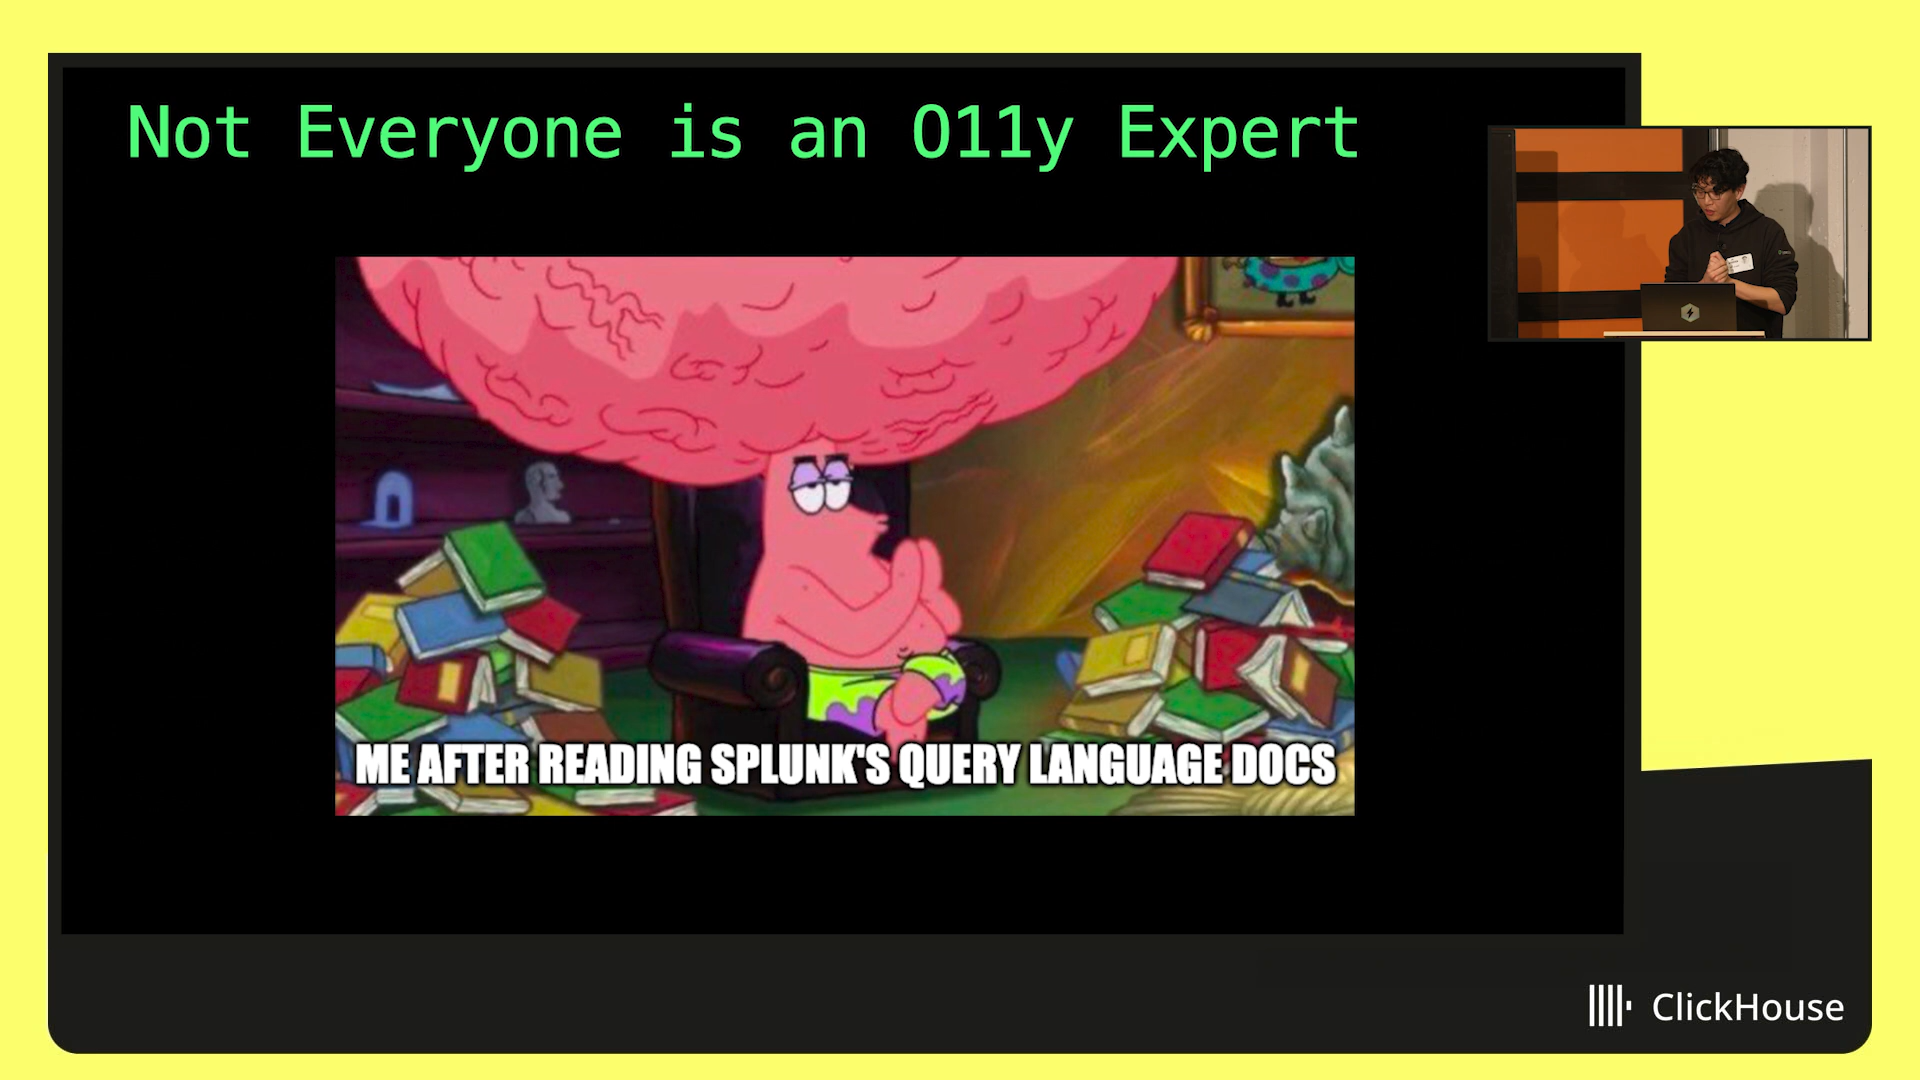 Not Everyone is an O11y Expert
ME AFTER READING SPLUNK'S QUERY LANGUAGE DOCS
ClickHouse